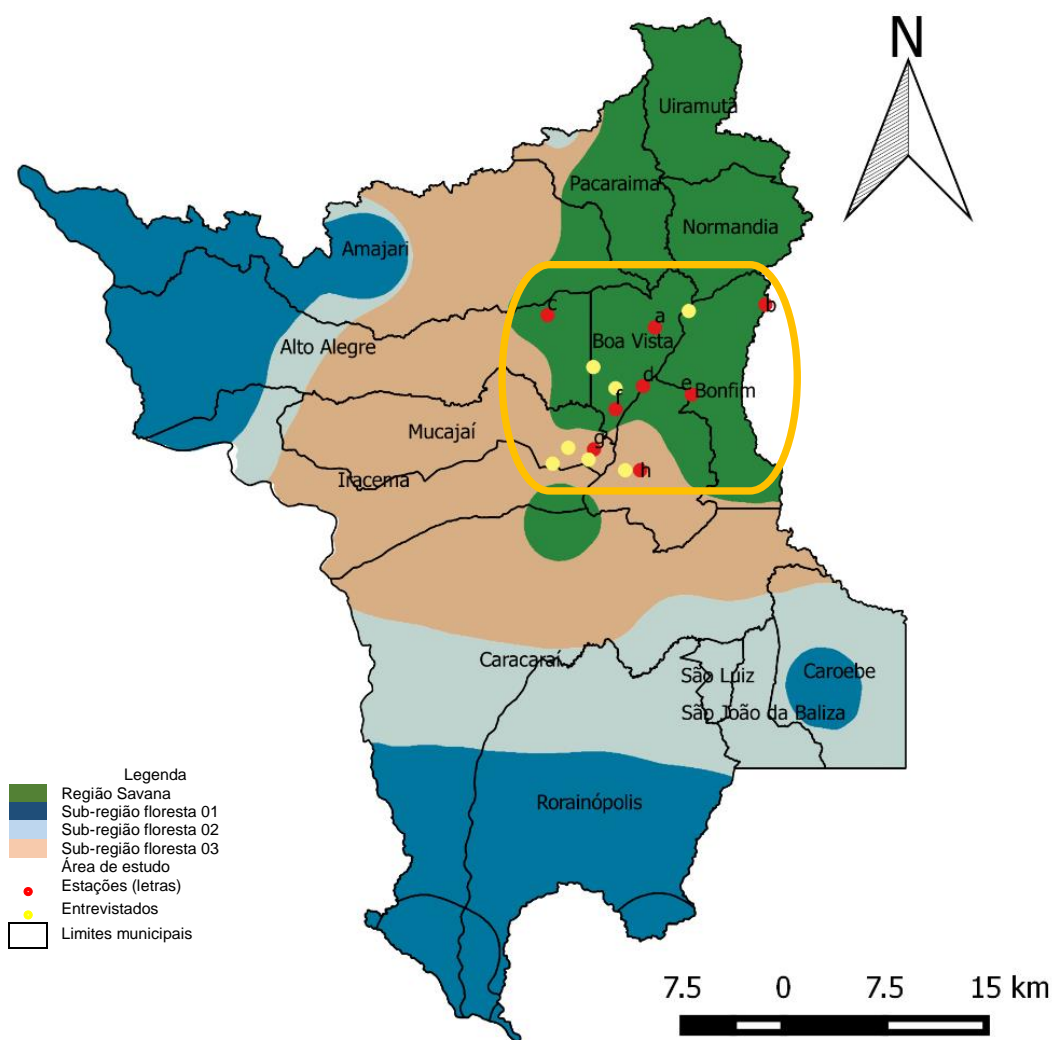 N
Uiramutã
Pacaraima
Normandia
Amajari
c
b
a
Alto Alegre
Boa Vista
d
e
Bonfim
f
Mucajaí
g
h
Iracema
Caracaraí
São Luiz
Caroebe
São João da Baliza
Legenda
Região Savana
Sub-região floresta 01
Sub-região floresta 02
Sub-região floresta 03
Área de estudo
Estações (letras)
Entrevistados
Limites municipais
Rorainópolis
7.5 0 7.5 15 km